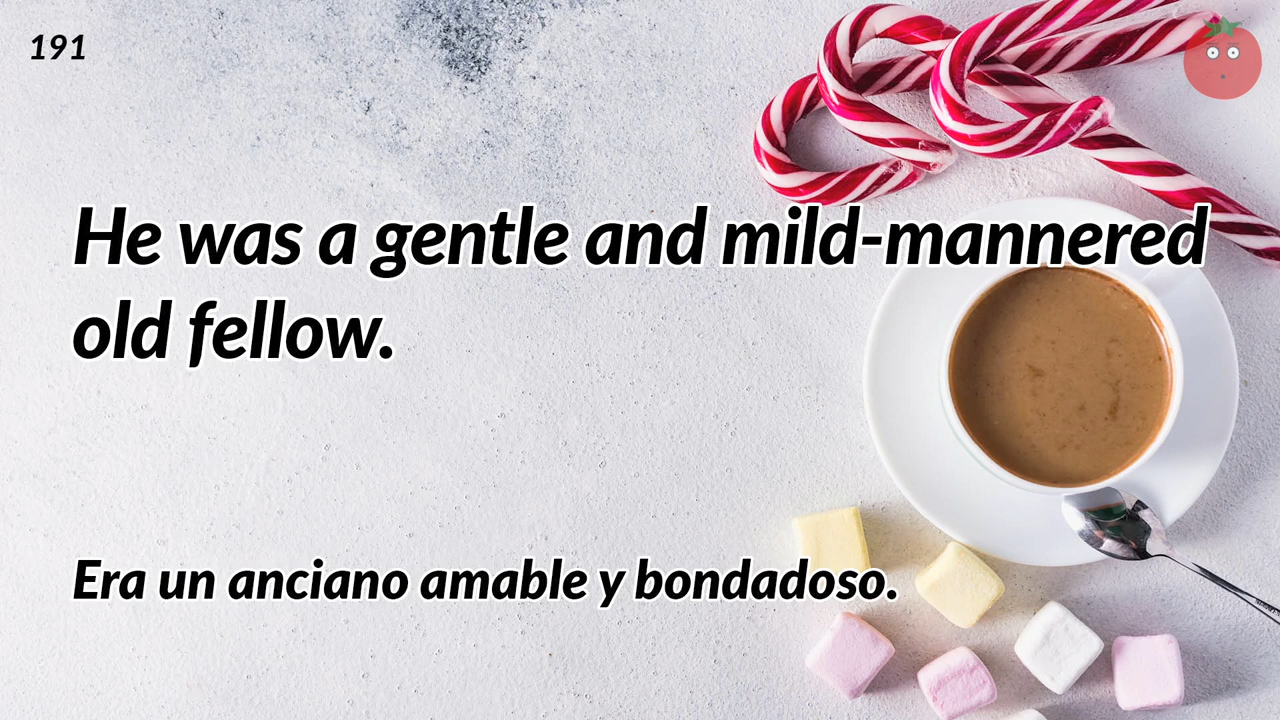 191
He was a gentle and mild-mannered
old fellow.
Era un anciano amable y bondadoso.